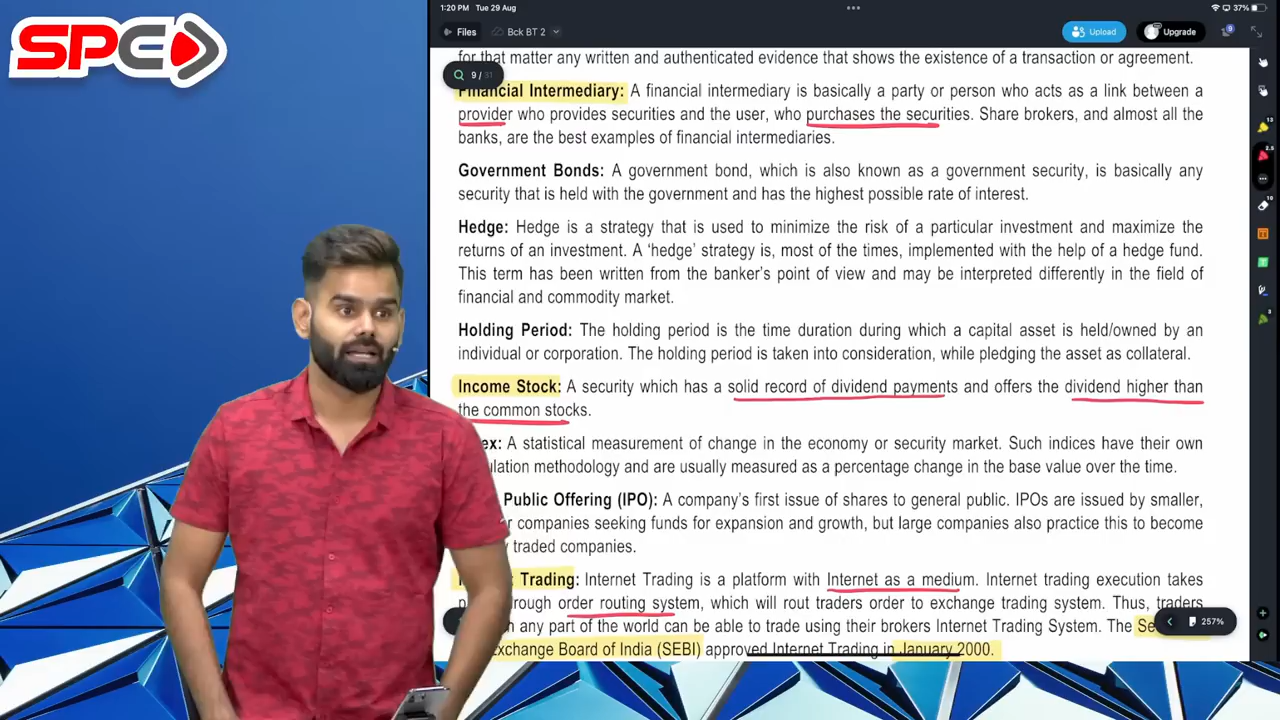 SPC
1:20 PM Tue 29 Aug
37%
Files
Bck BT 2
Upload
Upgrade
9 / 31
for that matter any written and authenticated evidence that shows the existence of a transaction or agreement.
Financial Intermediary: A financial intermediary is basically a party or person who acts as a link between a
provider who provides securities and the user, who purchases the securities. Share brokers, and almost all the
banks, are the best examples of financial intermediaries.
Government Bonds: A government bond, which is also known as a government security, is basically any
security that is held with the government and has the highest possible rate of interest.
Hedge: Hedge is a strategy that is used to minimize the risk of a particular investment and maximize the
returns of an investment. A ‘hedge’ strategy is, most of the times, implemented with the help of a hedge fund.
This term has been written from the banker’s point of view and may be interpreted differently in the field of
financial and commodity market.
Holding Period: The holding period is the time duration during which a capital asset is held/owned by an
individual or corporation. The holding period is taken into consideration, while pledging the asset as collateral.
Income Stock: A security which has a solid record of dividend payments and offers the dividend higher than
the common stocks.
ex: A statistical measurement of change in the economy or security market. Such indices have their own
ulation methodology and are usually measured as a percentage change in the base value over the time.
Public Offering (IPO): A company’s first issue of shares to general public. IPOs are issued by smaller,
companies seeking funds for expansion and growth, but large companies also practice this to become
traded companies.
Trading: Internet Trading is a platform with Internet as a medium. Internet trading execution takes
through order routing system, which will rout traders order to exchange trading system. Thus, traders
any part of the world can be able to trade using their brokers Internet Trading System. The Se
xchange Board of India (SEBI) approved Internet Trading in January 2000.
257%